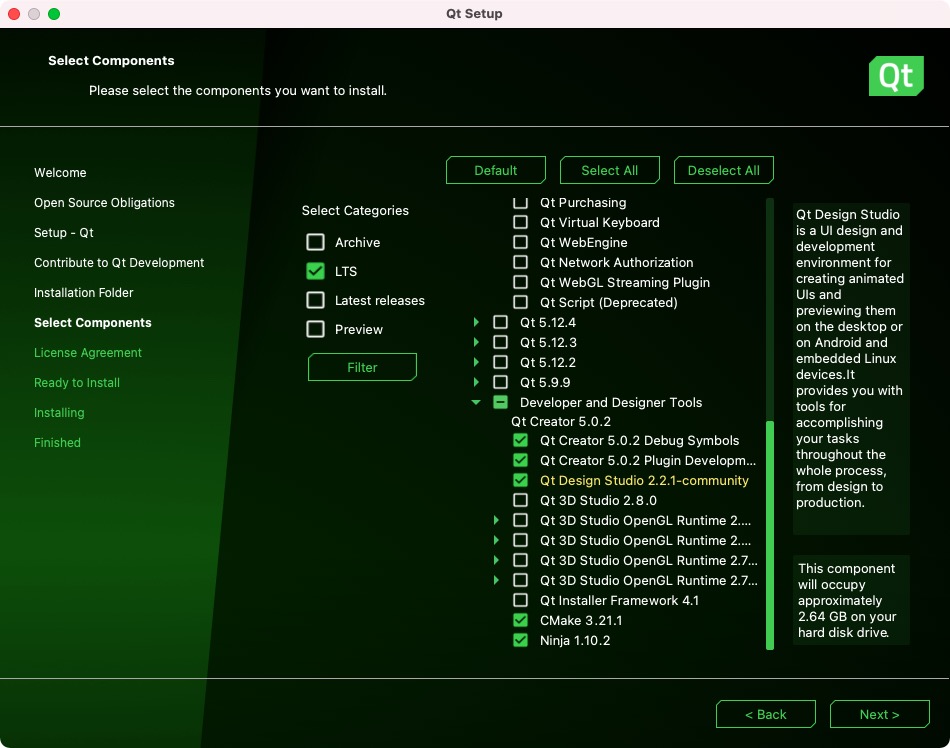 Qt Setup
Select Components
Please select the components you want to install.
Qt
Welcome
Open Source Obligations
Setup - Qt
Contribute to Qt Development
Installation Folder
Select Components
License Agreement
Ready to Install
Installing
Finished
Default
Select All
Deselect All
Select Categories
Archive
LTS
Latest releases
Preview
Filter
Qt Purchasing
Qt Virtual Keyboard
Qt WebEngine
Qt Network Authorization
Qt WebGL Streaming Plugin
Qt Script (Deprecated)
Qt 5.12.4
Qt 5.12.3
Qt 5.12.2
Qt 5.9.9
Developer and Designer Tools
Qt Creator 5.0.2
Qt Creator 5.0.2 Debug Symbols
Qt Creator 5.0.2 Plugin Developm...
Qt Design Studio 2.2.1-community
Qt 3D Studio 2.8.0
Qt 3D Studio OpenGL Runtime 2....
Qt 3D Studio OpenGL Runtime 2....
Qt 3D Studio OpenGL Runtime 2.7...
Qt 3D Studio OpenGL Runtime 2.7...
Qt Installer Framework 4.1
CMake 3.21.1
Ninja 1.10.2
Qt Design Studio
is a UI design and
development
environment for
creating animated
UIs and
previewing them
on the desktop or
on Android and
embedded Linux
devices.It
provides you with
tools for
accomplishing
your tasks
throughout the
whole process,
from design to
production.
This component
will occupy
approximately
2.64 GB on your
hard disk drive.
< Back
Next >